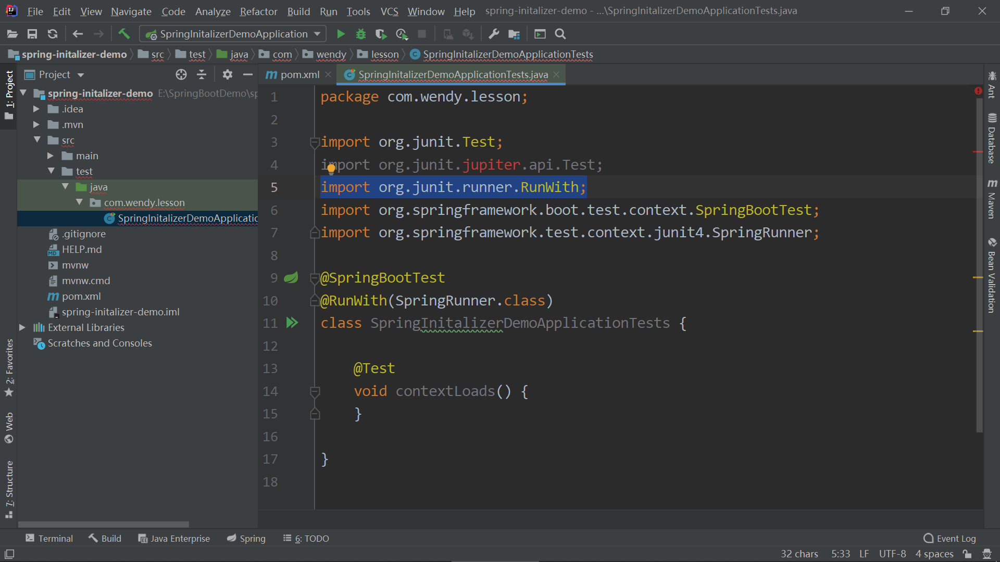 File Edit View Navigate Code Analyze Refactor Build Run Tools VCS Window Help spring-initalizer-demo - ...\SpringInitalizerDemoApplicationTests.java
SpringInitalizerDemoApplication
spring-initalizer-demo src test java com wendy lesson SpringInitalizerDemoApplicationTests
Project
pom.xml
SpringInitalizerDemoApplicationTests.java
1: Project
2: Favorites
Web
7: Structure
spring-initalizer-demo E:\SpringBootDemo\sp
.idea
.mvn
src
main
test
java
com.wendy.lesson
SpringInitalizerDemoApplicatio
.gitignore
HELP.md
mvnw
mvnw.cmd
pom.xml
spring-initalizer-demo.iml
External Libraries
Scratches and Consoles
1 package com.wendy.lesson;
2
3 import org.junit.Test;
4 import org.junit.jupiter.api.Test;
5 import org.junit.runner.RunWith;
6 import org.springframework.boot.test.context.SpringBootTest;
7 import org.springframework.test.context.junit4.SpringRunner;
8
9 @SpringBootTest
10 @RunWith(SpringRunner.class)
11 class SpringInitalizerDemoApplicationTests {
12
13 @Test
14 void contextLoads() {
15 }
16
17 }
18
Ant
Database
Maven
Bean Validation
Terminal Build Java Enterprise Spring 6: TODO Event Log
32 chars 5:33 LF UTF-8 4 spaces